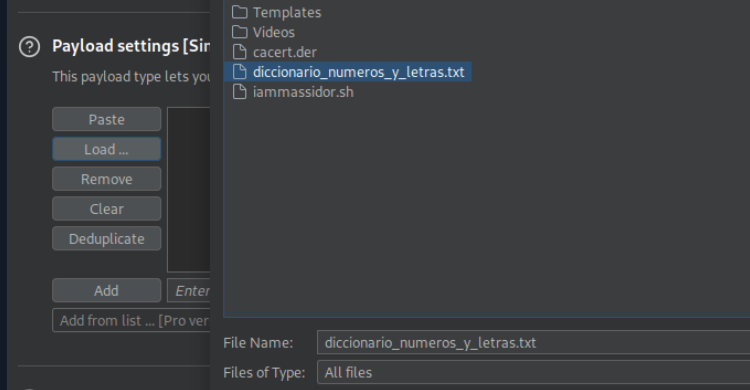 Templates
Videos
cacert.der
diccionario_numeros_y_letras.txt
iammassidor.sh
File Name: diccionario_numeros_y_letras.txt
Files of Type: All files
Payload settings [Sin
This payload type lets you
Paste
Load ...
Remove
Clear
Deduplicate
Add
Enter
Add from list ... [Pro ver